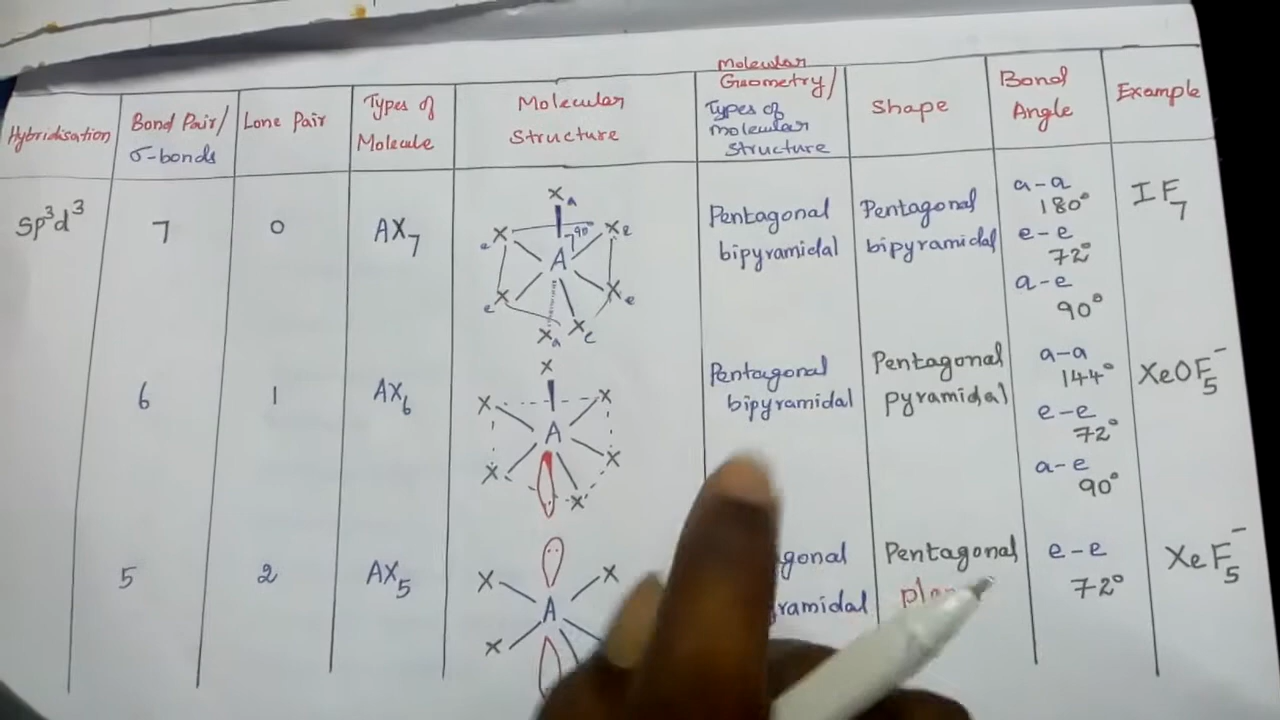 Hybridisation
Bond Pair/
σ-bonds
Lone Pair
Types of
Molecule
Molecular
Structure
Molecular
Geometry/
Types of
molecular
structure
Shape
Bond
Angle
Example
Sp³d³
7
0
AX₇
X a
X e
X e
90°
A
X e
X e
X a
X e
Pentagonal
bipyramidal
Pentagonal
bipyramidal
a-a
180°
e-e
72°
a-e
90°
IF₇
6
1
AX₆
X
X
X
A
X
X
X
Pentagonal
bipyramidal
Pentagonal
pyramidal
a-a
144°
e-e
72°
a-e
90°
XeOF₅⁻
5
2
AX₅
X
X
A
X
Pentagonal
e-e
72°
XeF₅⁻